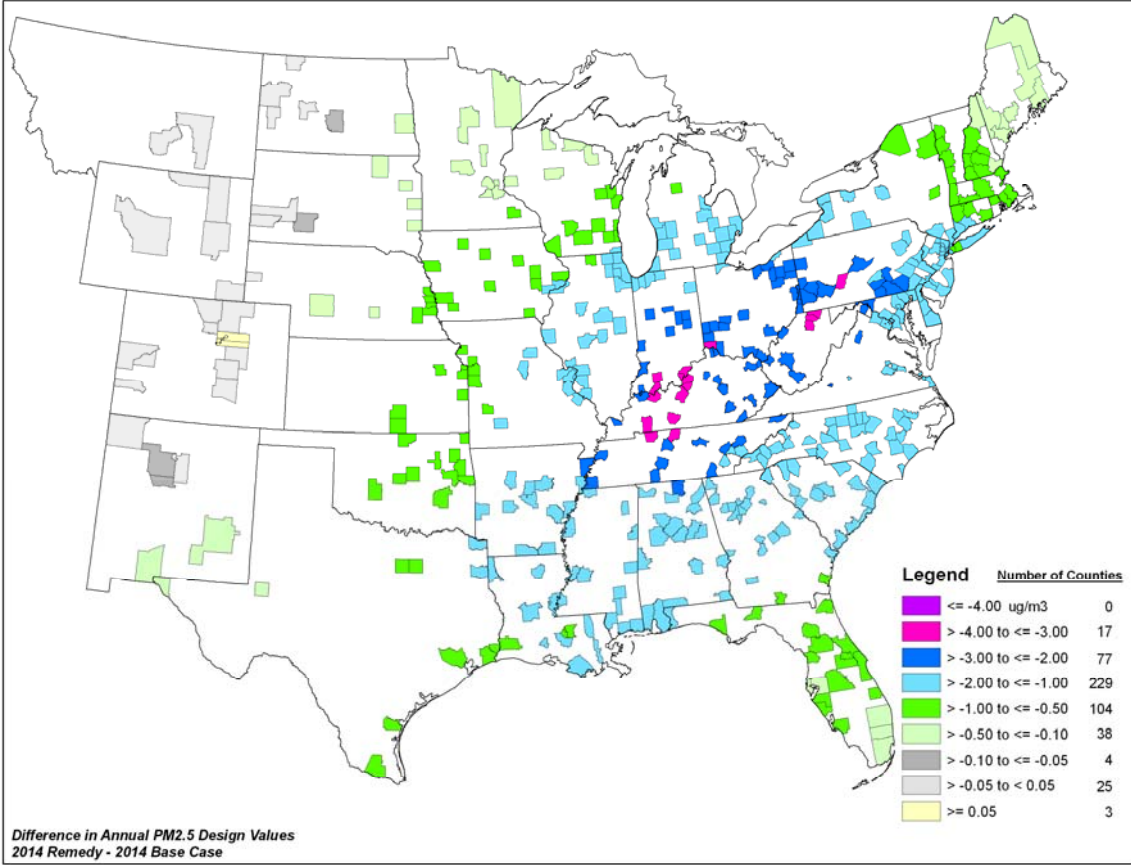 Legend Number of Counties
<= -4.00 ug/m3 0
> -4.00 to <= -3.00 17
> -3.00 to <= -2.00 77
> -2.00 to <= -1.00 229
> -1.00 to <= -0.50 104
> -0.50 to <= -0.10 38
> -0.10 to <= -0.05 4
> -0.05 to < 0.05 25
>= 0.05 3
Difference in Annual PM2.5 Design Values
2014 Remedy - 2014 Base Case